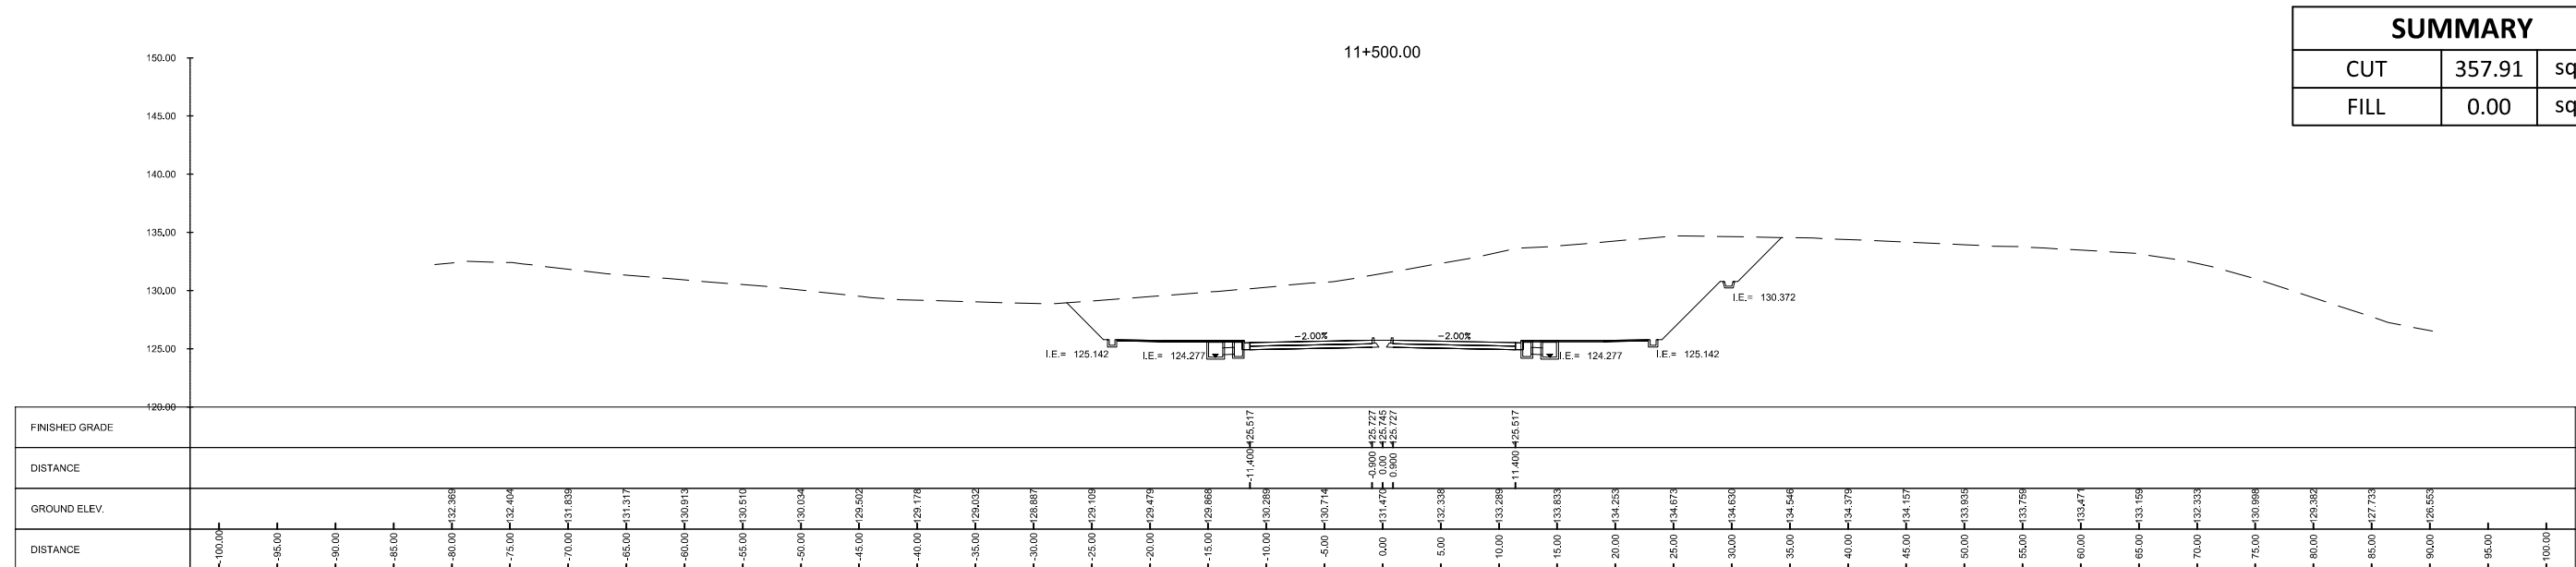 SUMMARY
CUT 357.91 sq
FILL 0.00 sq
11+500.00
150.00
145.00
140.00
135.00
130.00
125.00
120.00
-2.00% -2.00%
I.E.= 130.372
I.E.= 125.142 I.E.= 124.277 I.E.= 124.277 I.E.= 125.142
FINISHED GRADE 125.517 125.727 125.745 125.727 125.517
DISTANCE -11.400 -0.900 0.00 0.900 11.400
GROUND ELEV. 132.369 132.404 131.839 131.317 130.913 130.510 130.034 129.502 129.178 129.032 128.887 129.109 129.479 129.868 130.289 130.714 131.470 132.338 133.289 133.833 134.253 134.673 134.630 134.546 134.379 134.157 133.935 133.759 133.471 133.159 132.333 130.998 129.382 127.733 126.553
DISTANCE -100.00 -95.00 -90.00 -85.00 -80.00 -75.00 -70.00 -65.00 -60.00 -55.00 -50.00 -45.00 -40.00 -35.00 -30.00 -25.00 -20.00 -15.00 -10.00 -5.00 0.00 5.00 10.00 15.00 20.00 25.00 30.00 35.00 40.00 45.00 50.00 55.00 60.00 65.00 70.00 75.00 80.00 85.00 90.00 95.00 100.00